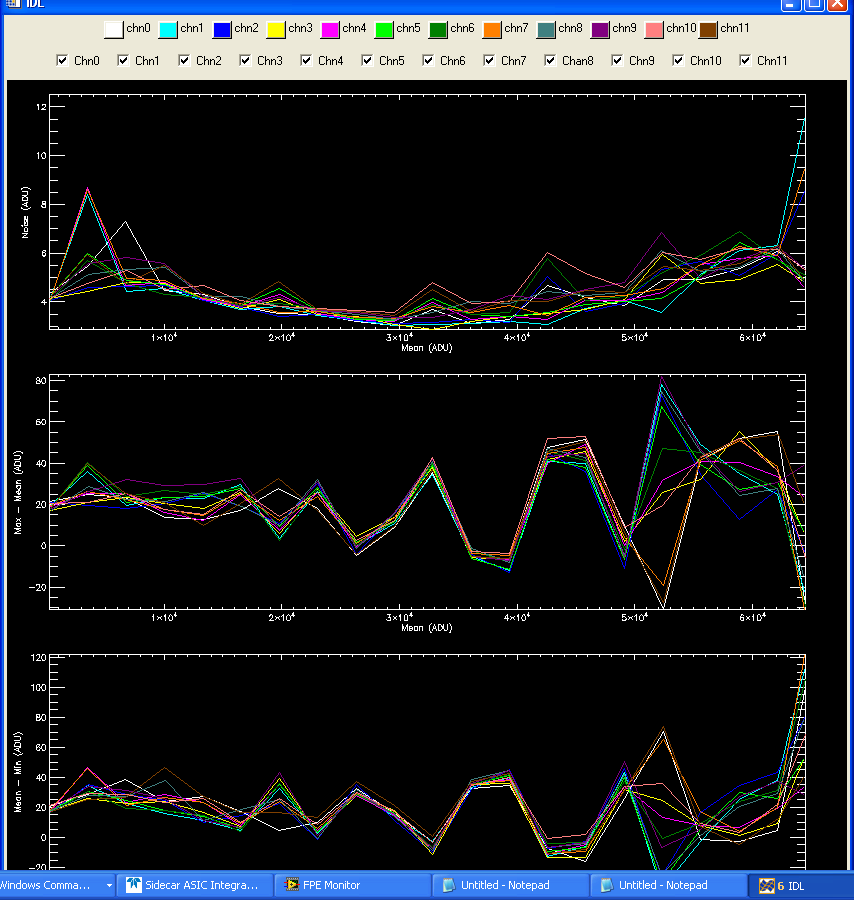 IDL
chn0 chn1 chn2 chn3 chn4 chn5 chn6 chn7 chn8 chn9 chn10 chn11
Chn0 Chn1 Chn2 Chn3 Chn4 Chn5 Chn6 Chn7 Chan8 Chn9 Chn10 Chn11
12
10
8
6
4
Noise (ADU)
1×10⁴ 2×10⁴ 3×10⁴ 4×10⁴ 5×10⁴ 6×10⁴
Mean (ADU)
80
60
40
20
0
−20
Max − Mean (ADU)
1×10⁴ 2×10⁴ 3×10⁴ 4×10⁴ 5×10⁴ 6×10⁴
Mean (ADU)
120
100
80
60
40
20
0
−20
Mean − Min (ADU)
Windows Comma... Sidecar ASIC Integra... FPE Monitor Untitled - Notepad Untitled - Notepad 6 IDL